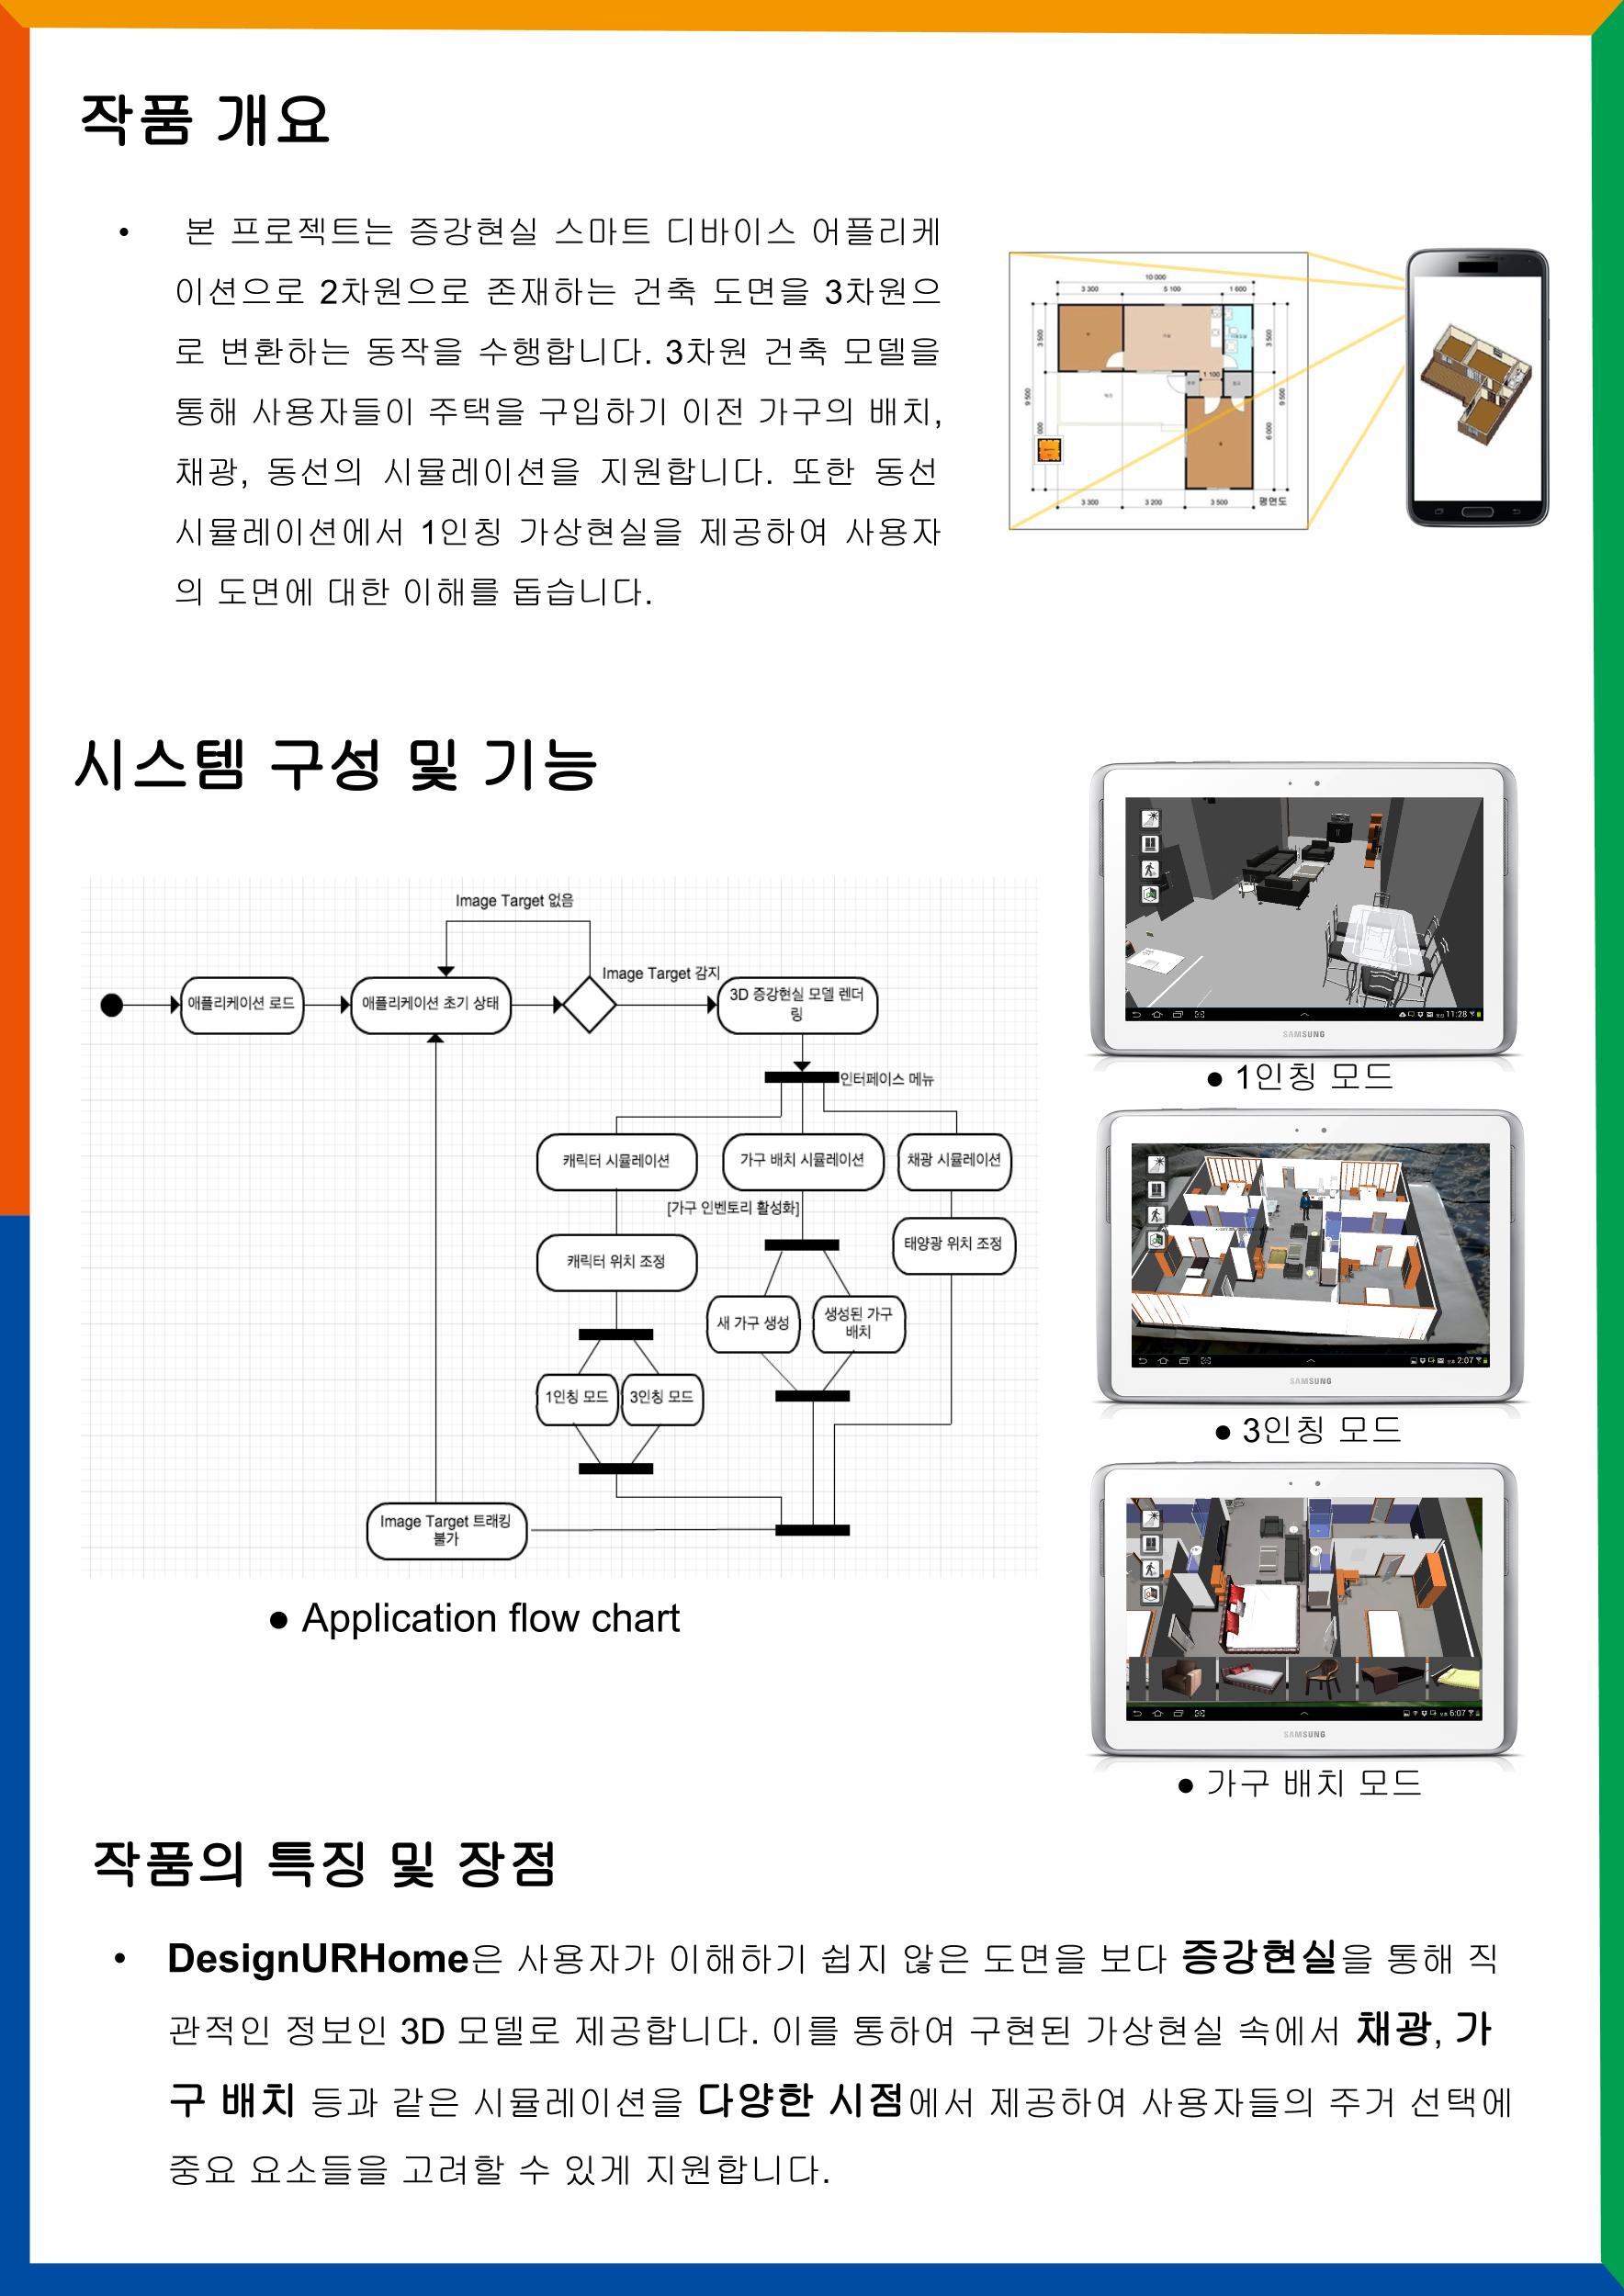 작품 개요
• 본 프로젝트는 증강현실 스마트 디바이스 어플리케
이션으로 2차원으로 존재하는 건축 도면을 3차원으
로 변환하는 동작을 수행합니다. 3차원 건축 모델을
통해 사용자들이 주택을 구입하기 이전 가구의 배치,
채광, 동선의 시뮬레이션을 지원합니다. 또한 동선
시뮬레이션에서 1인칭 가상현실을 제공하여 사용자
의 도면에 대한 이해를 돕습니다.
10 000
3 300 5 100 1 600
3 500
3 500
1 100
9 500
9 500
000
6 000
3 300 3 200 3 500 평면도
시스템 구성 및 기능
Image Target 없음
Image Target 감지
애플리케이션 로드
애플리케이션 초기 상태
3D 증강현실 모델 렌더
링
인터페이스 메뉴
캐릭터 시뮬레이션
가구 배치 시뮬레이션
채광 시뮬레이션
[가구 인벤토리 활성화]
캐릭터 위치 조정
태양광 위치 조정
새 가구 생성
생성된 가구
배치
1인칭 모드
3인칭 모드
Image Target 트래킹
불가
● Application flow chart
11:28
SAMSUNG
● 1인칭 모드
2:07
SAMSUNG
● 3인칭 모드
6:07
SAMSUNG
● 가구 배치 모드
작품의 특징 및 장점
• DesignURHome은 사용자가 이해하기 쉽지 않은 도면을 보다 증강현실을 통해 직
관적인 정보인 3D 모델로 제공합니다. 이를 통하여 구현된 가상현실 속에서 채광, 가
구 배치 등과 같은 시뮬레이션을 다양한 시점에서 제공하여 사용자들의 주거 선택에
중요 요소들을 고려할 수 있게 지원합니다.